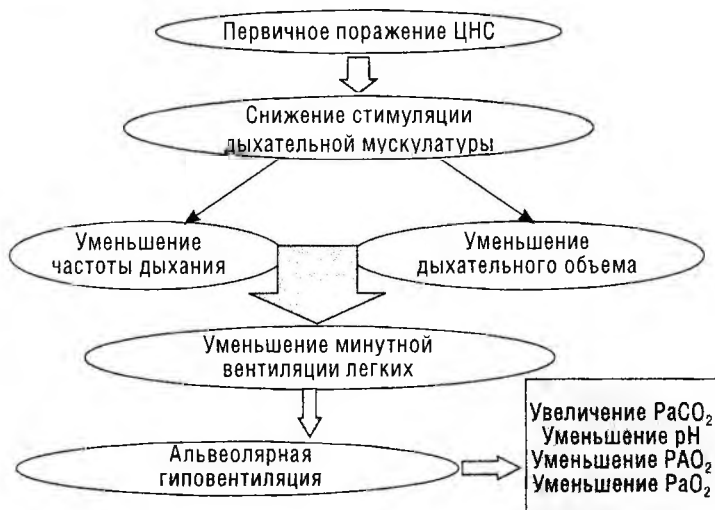 Первичное поражение ЦНС
Снижение стимуляции
дыхательной мускулатуры
Уменьшение
частоты дыхания
Уменьшение
дыхательного объема
Уменьшение минутной
вентиляции легких
Альвеолярная
гиповентиляция
Увеличение PaCO₂
Уменьшение pH
Уменьшение PAO₂
Уменьшение PaO₂